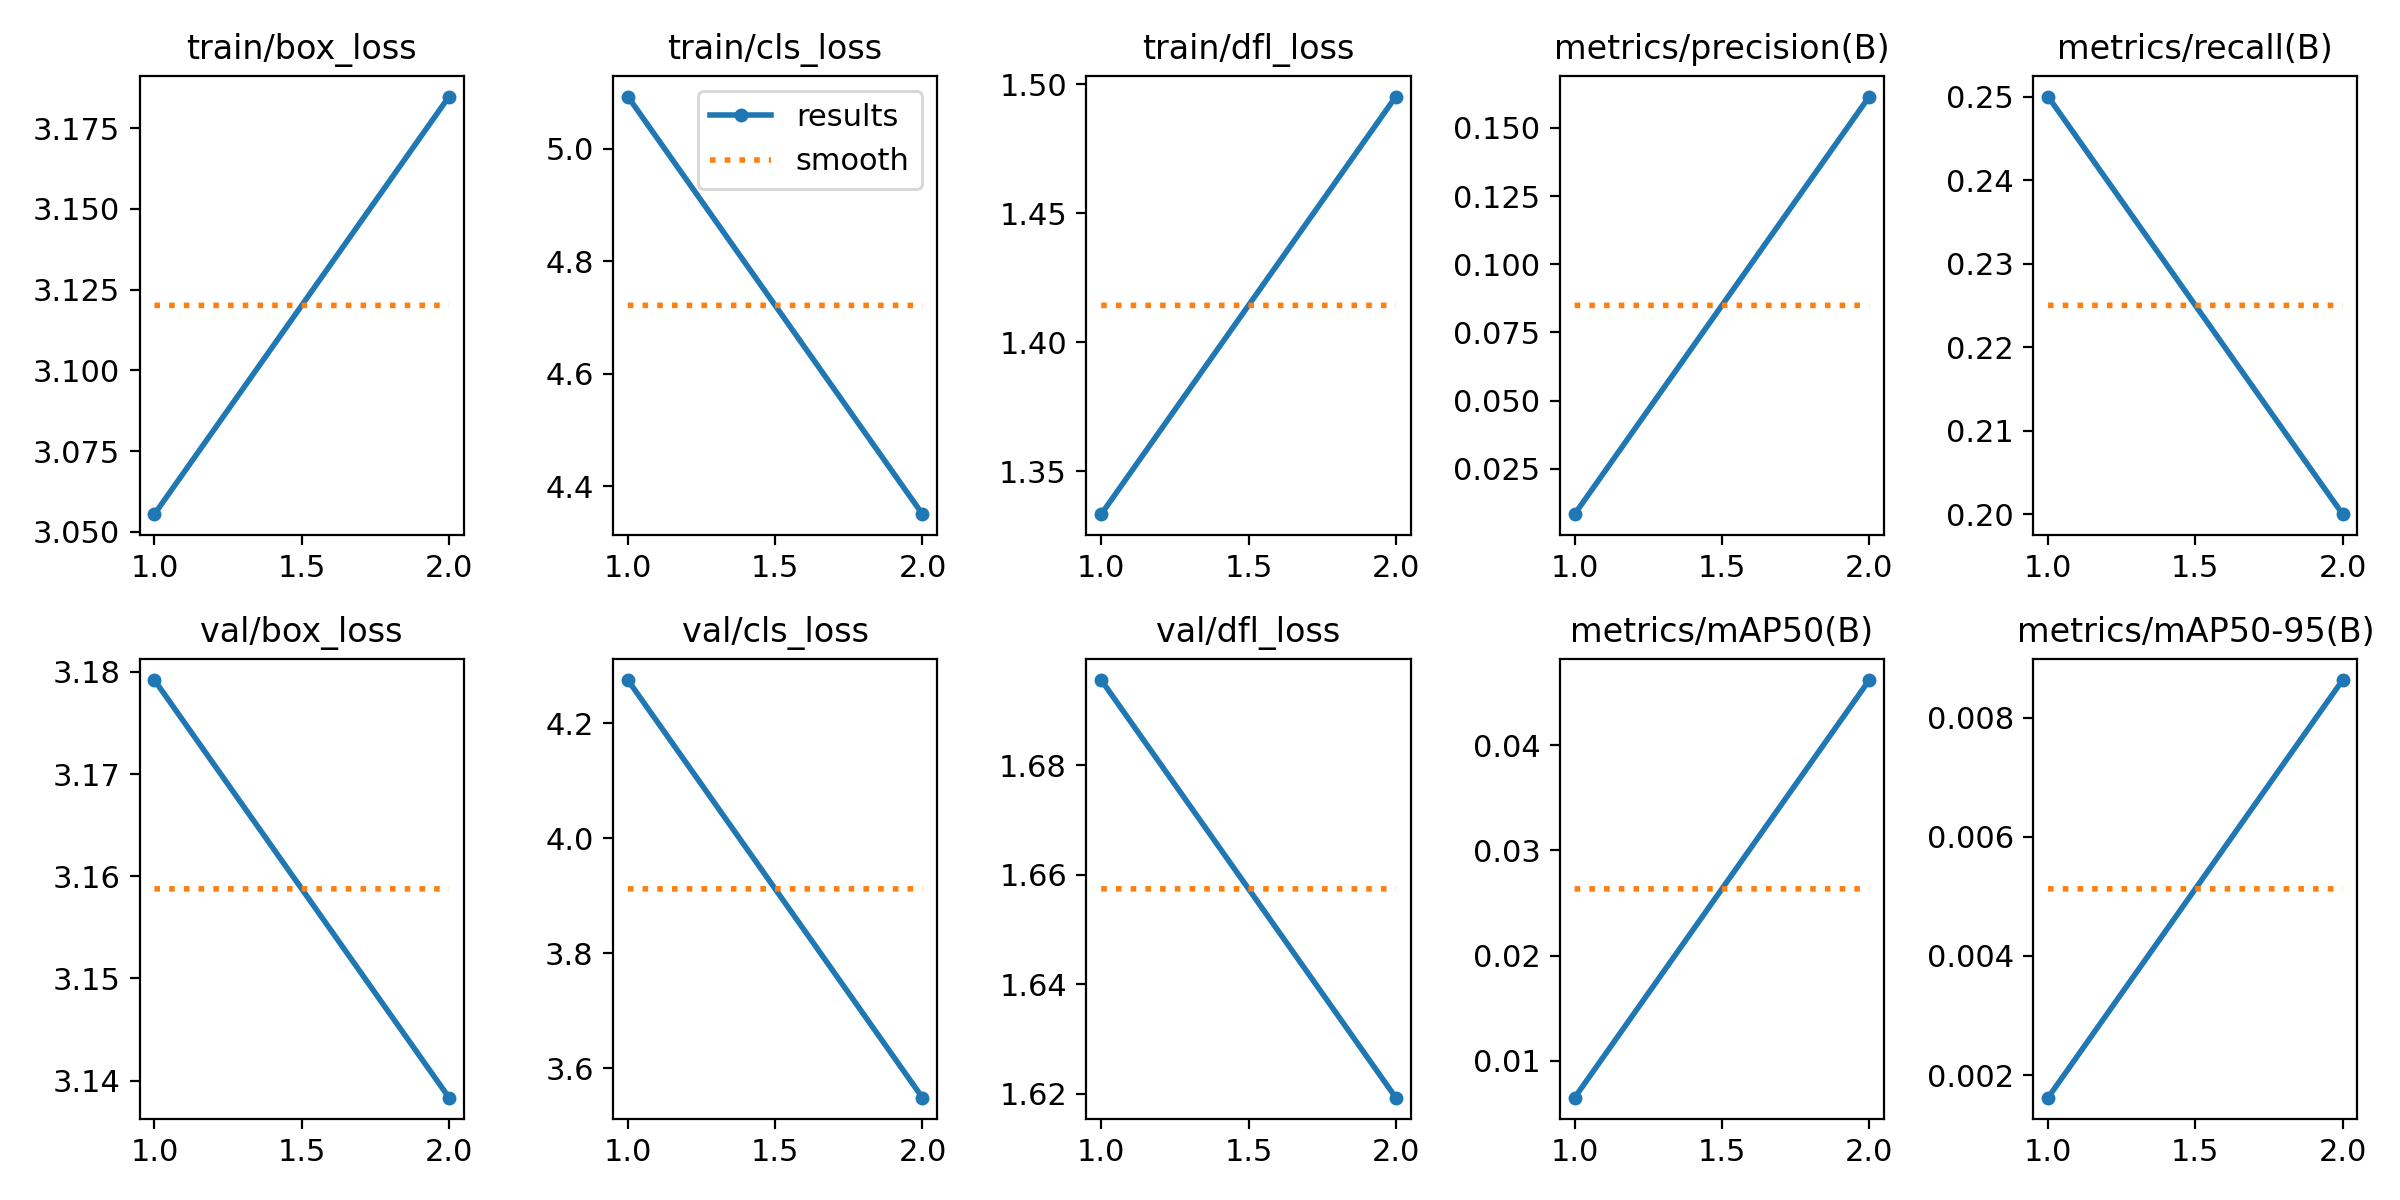 train/box_loss
3.175
3.150
3.125
3.100
3.075
3.050
1.0 1.5 2.0
train/cls_loss
results
smooth
5.0
4.8
4.6
4.4
1.0 1.5 2.0
train/dfl_loss
1.50
1.45
1.40
1.35
1.0 1.5 2.0
metrics/precision(B)
0.150
0.125
0.100
0.075
0.050
0.025
1.0 1.5 2.0
metrics/recall(B)
0.25
0.24
0.23
0.22
0.21
0.20
1.0 1.5 2.0
val/box_loss
3.18
3.17
3.16
3.15
3.14
1.0 1.5 2.0
val/cls_loss
4.2
4.0
3.8
3.6
1.0 1.5 2.0
val/dfl_loss
1.68
1.66
1.64
1.62
1.0 1.5 2.0
metrics/mAP50(B)
0.04
0.03
0.02
0.01
1.0 1.5 2.0
metrics/mAP50-95(B)
0.008
0.006
0.004
0.002
1.0 1.5 2.0